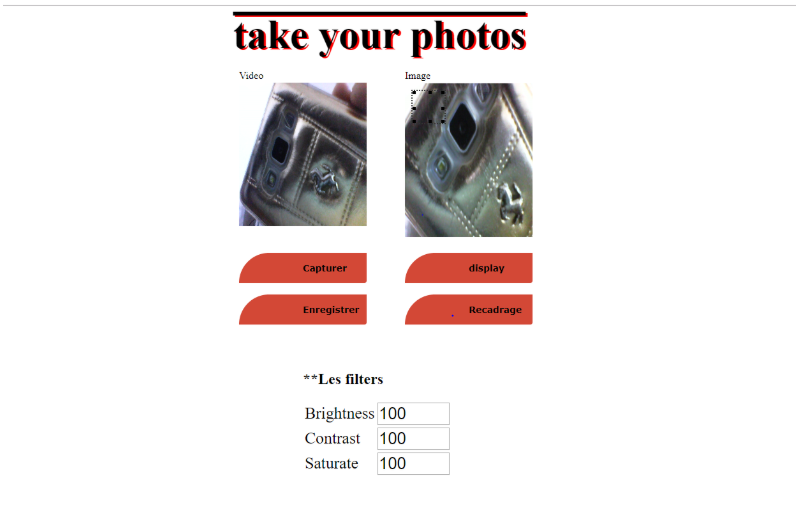 take your photos
Video Image
Capturer display
Enregistrer Recadrage
**Les filters
Brightness 100
Contrast 100
Saturate 100